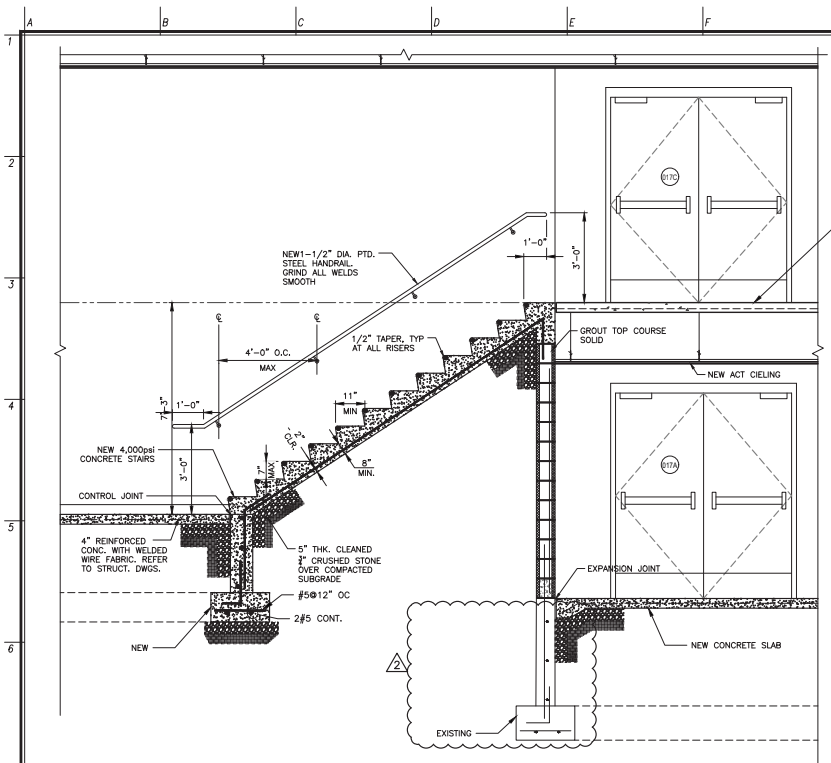 A B C D E F
1
2
3
4
5
6
017C
NEW1-1/2" DIA. PTD.
STEEL HANDRAIL.
GRIND ALL WELDS
SMOOTH
1'-0"
3'-0"
℄ ℄
4'-0" O.C.
MAX
1/2" TAPER, TYP
AT ALL RISERS
GROUT TOP COURSE
SOLID
NEW ACT CIELING
7'-3"
1'-0"
3'-0"
11"
MIN
2"
CLR.
8"
MIN.
7"
MAX.
NEW 4,000psi
CONCRETE STAIRS
CONTROL JOINT
017A
4" REINFORCED
CONC. WITH WELDED
WIRE FABRIC. REFER
TO STRUCT. DWGS.
5" THK. CLEANED
CRUSHED STONE
OVER COMPACTED
SUBGRADE
#5@12" OC
2#5 CONT.
NEW
EXPANSION JOINT
NEW CONCRETE SLAB
2
EXISTING